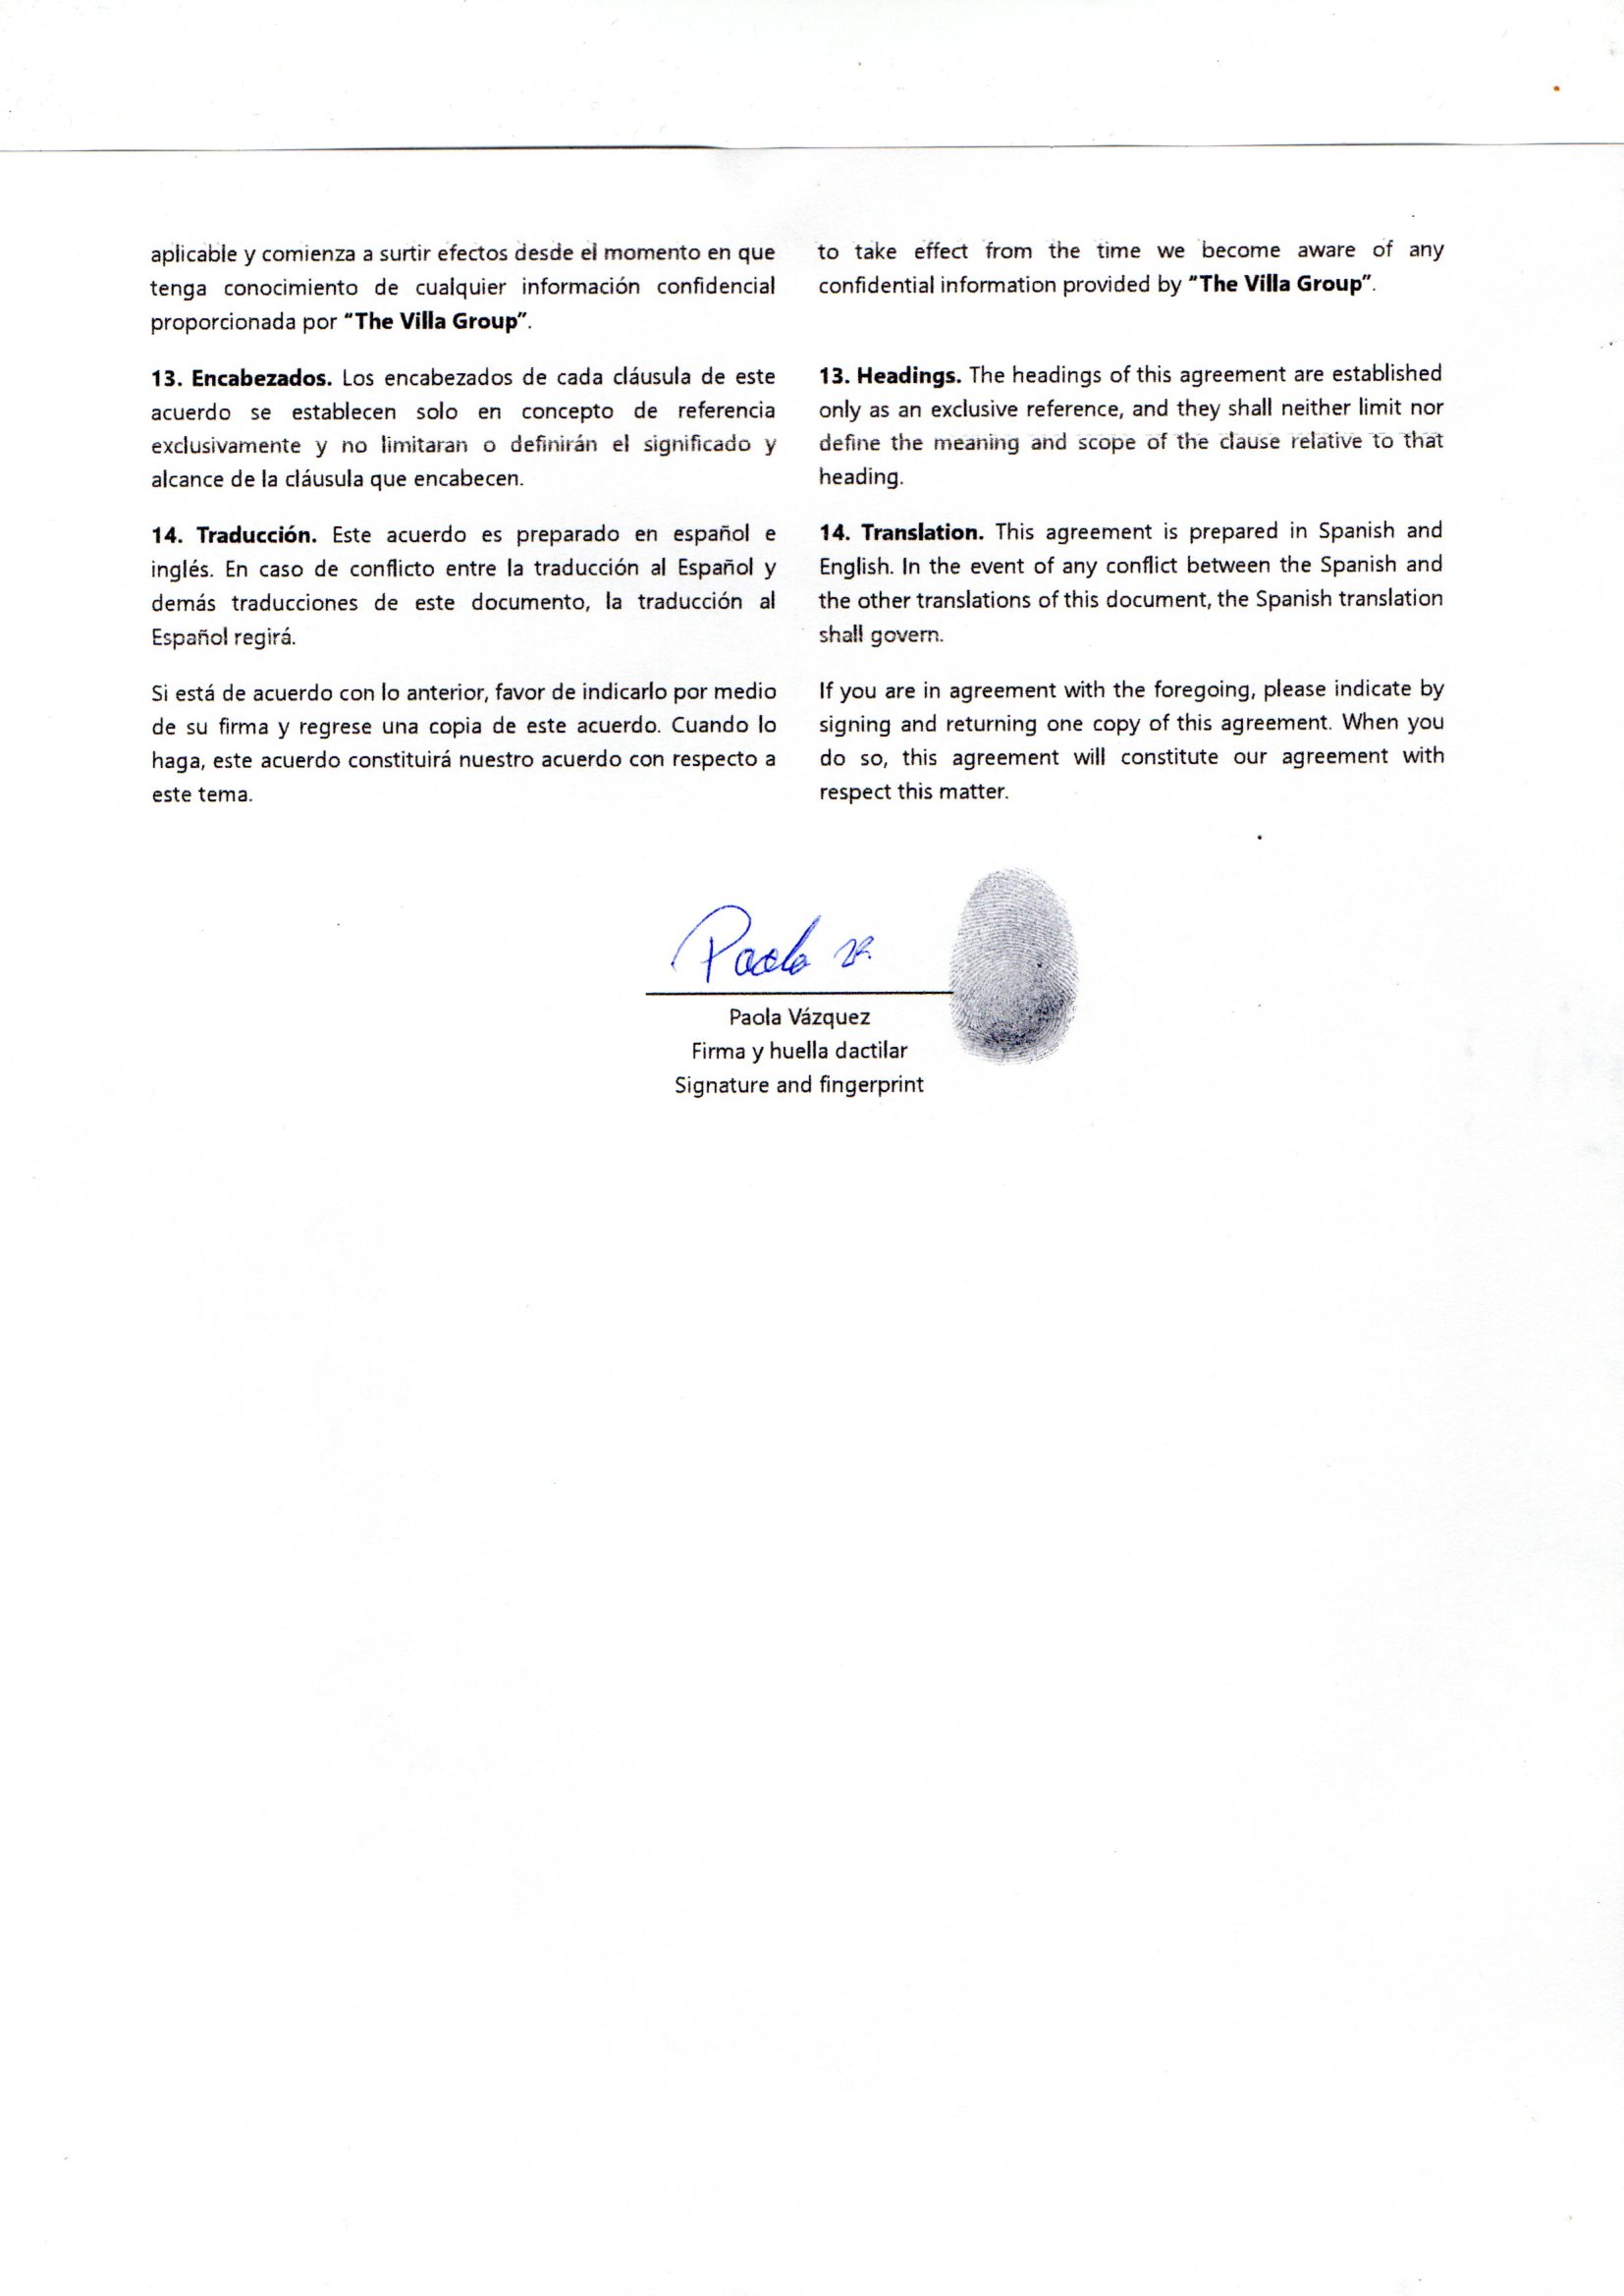 aplicable y comienza a surtir efectos desde el momento en que
tenga conocimiento de cualquier información confidencial
proporcionada por “The Villa Group”.
13. Encabezados. Los encabezados de cada cláusula de este
acuerdo se establecen solo en concepto de referencia
exclusivamente y no limitaran o definirán el significado y
alcance de la cláusula que encabecen.
14. Traducción. Este acuerdo es preparado en español e
inglés. En caso de conflicto entre la traducción al Español y
demás traducciones de este documento, la traducción al
Español regirá.
Si está de acuerdo con lo anterior, favor de indicarlo por medio
de su firma y regrese una copia de este acuerdo. Cuando lo
haga, este acuerdo constituirá nuestro acuerdo con respecto a
este tema.
to take effect from the time we become aware of any
confidential information provided by “The Villa Group”.
13. Headings. The headings of this agreement are established
only as an exclusive reference, and they shall neither limit nor
define the meaning and scope of the clause relative to that
heading.
14. Translation. This agreement is prepared in Spanish and
English. In the event of any conflict between the Spanish and
the other translations of this document, the Spanish translation
shall govern.
If you are in agreement with the foregoing, please indicate by
signing and returning one copy of this agreement. When you
do so, this agreement will constitute our agreement with
respect this matter.
Paola V.
Paola Vázquez
Firma y huella dactilar
Signature and fingerprint